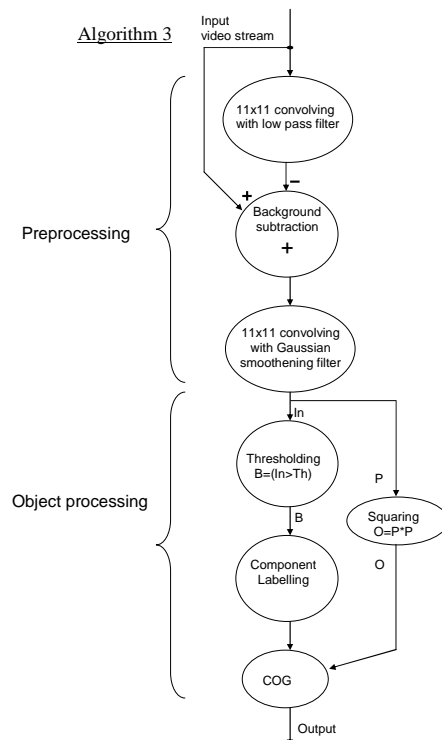 Algorithm 3
Input
video stream
11x11 convolving
with low pass filter
−
+
Background
subtraction
+
Preprocessing
11x11 convolving
with Gaussian
smoothening filter
In
Thresholding
B=(In>Th)
P
B
Squaring
O=P*P
Object processing
O
Component
Labelling
COG
Output